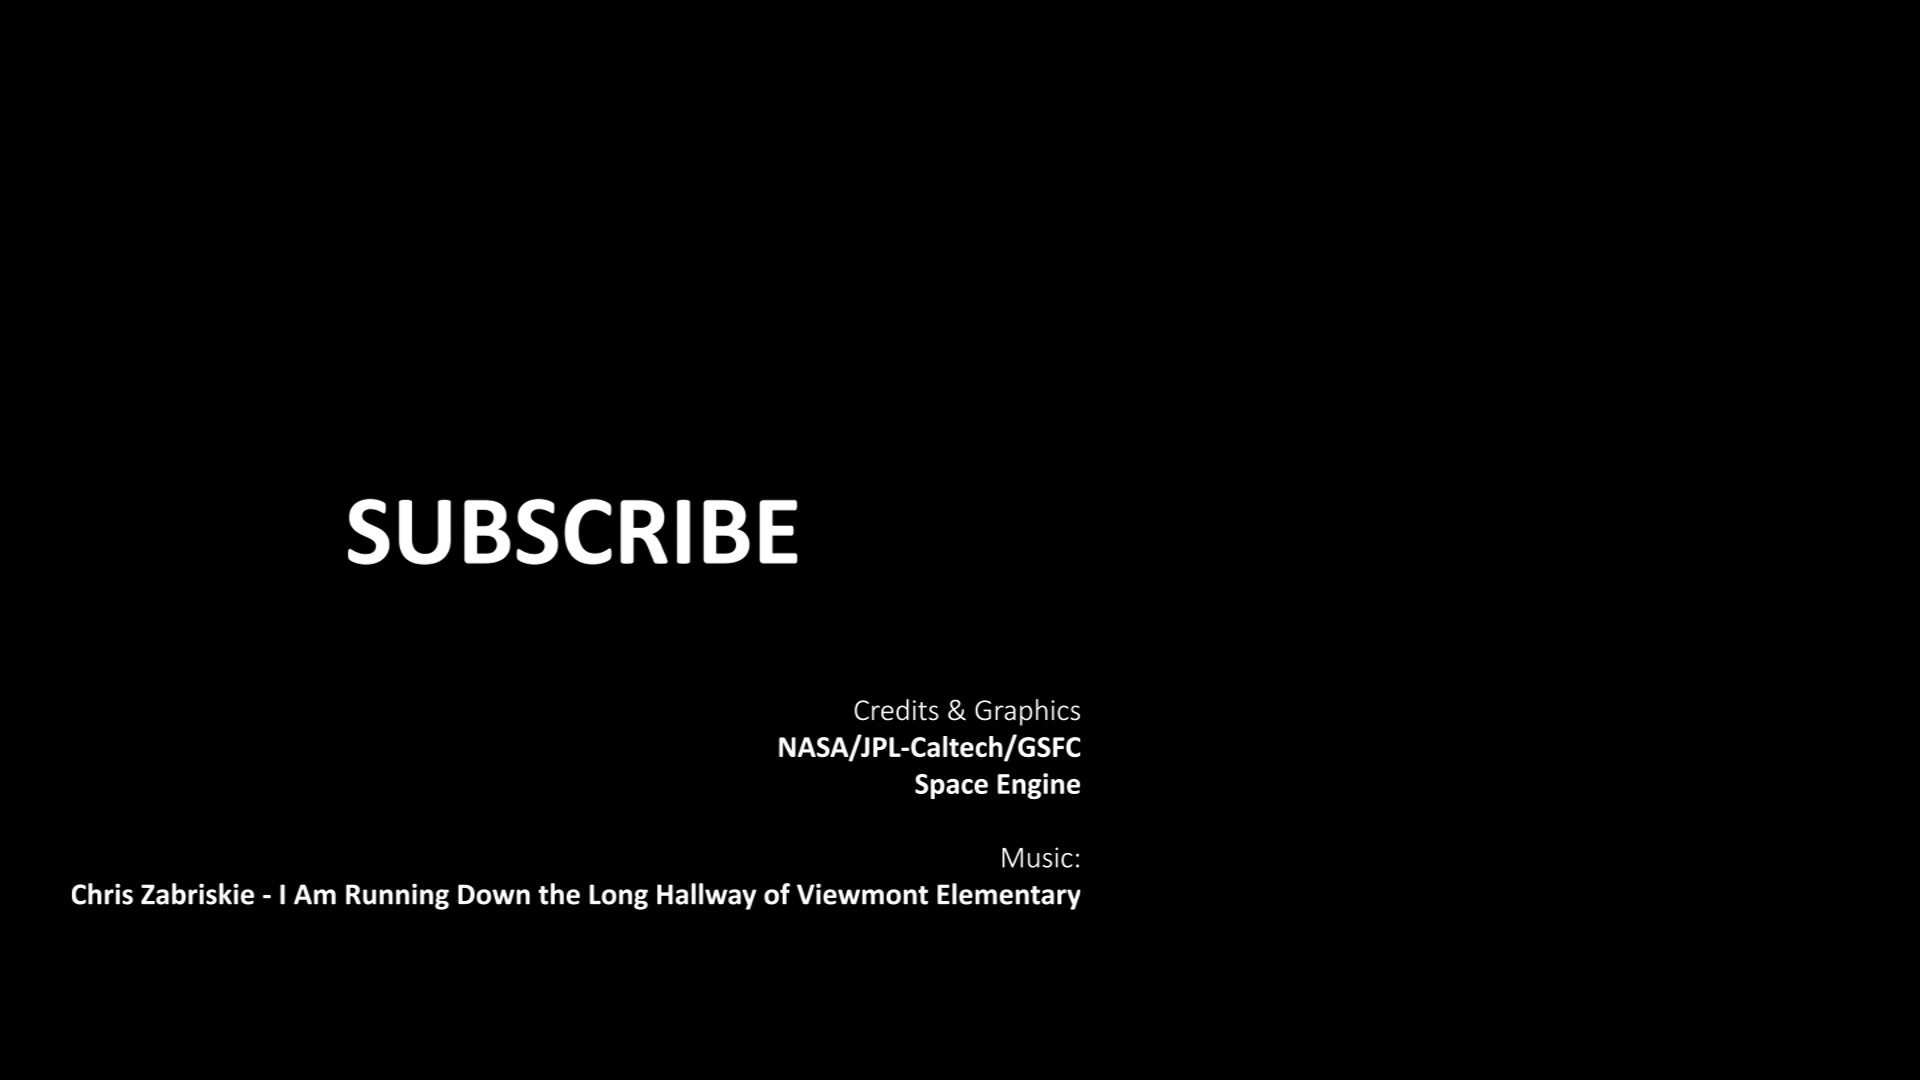 SUBSCRIBE
Credits & Graphics
NASA/JPL-Caltech/GSFC
Space Engine
Music:
Chris Zabriskie - I Am Running Down the Long Hallway of Viewmont Elementary